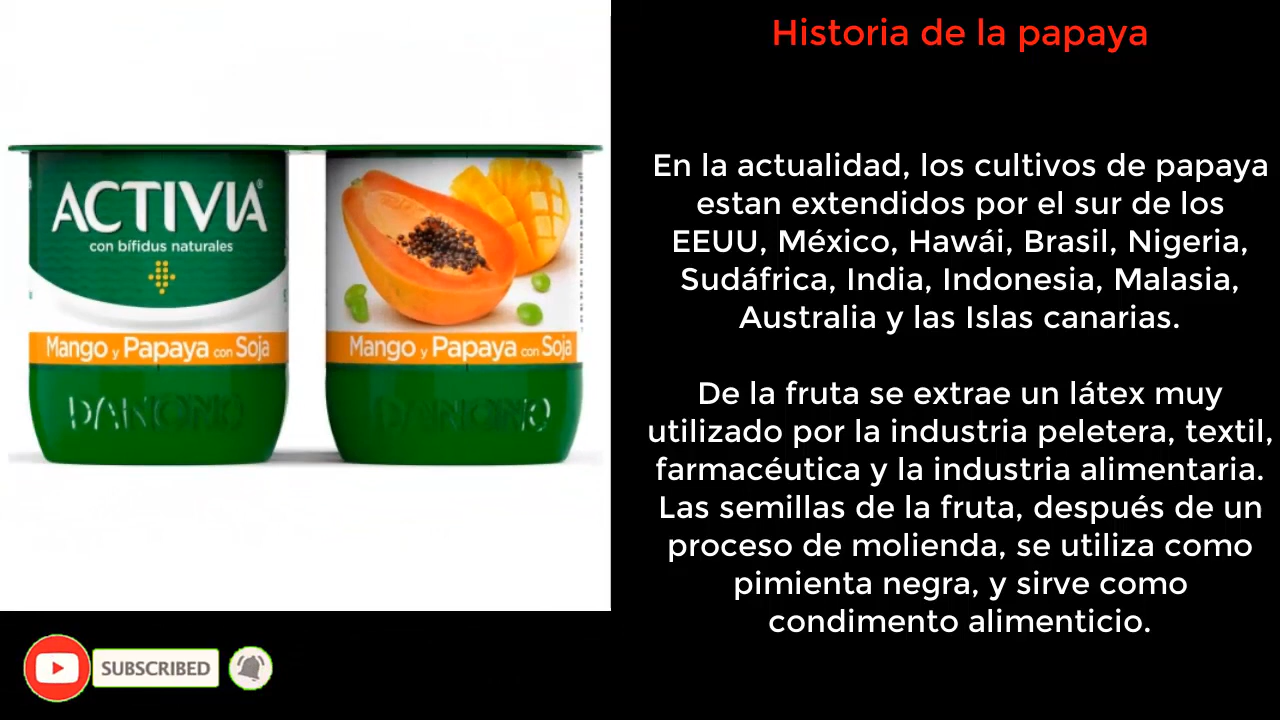 Historia de la papaya
En la actualidad, los cultivos de papaya
estan extendidos por el sur de los
EEUU, México, Hawái, Brasil, Nigeria,
Sudáfrica, India, Indonesia, Malasia,
Australia y las Islas canarias.
De la fruta se extrae un látex muy
utilizado por la industria peletera, textil,
farmacéutica y la industria alimentaria.
Las semillas de la fruta, después de un
proceso de molienda, se utiliza como
pimienta negra, y sirve como
condimento alimenticio.
ACTIVIA®
con bífidus naturales
Mango y Papaya con Soja
DANONE
Mango y Papaya con Soja
DANONE
SUBSCRIBED